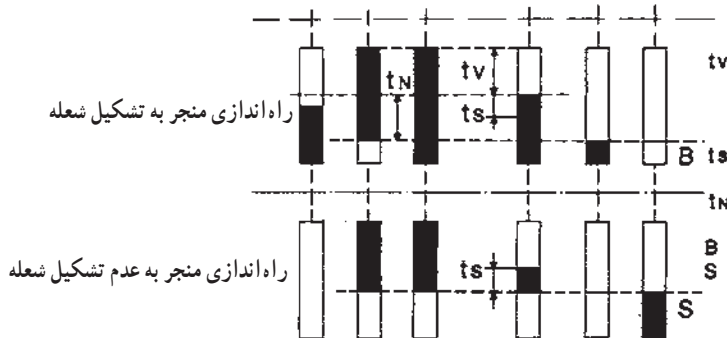 tv
tv
tN
ts
راه‌اندازی منجر به تشکیل شعله
B ts
tN
B
راه‌اندازی منجر به عدم تشکیل شعله
ts
S
S